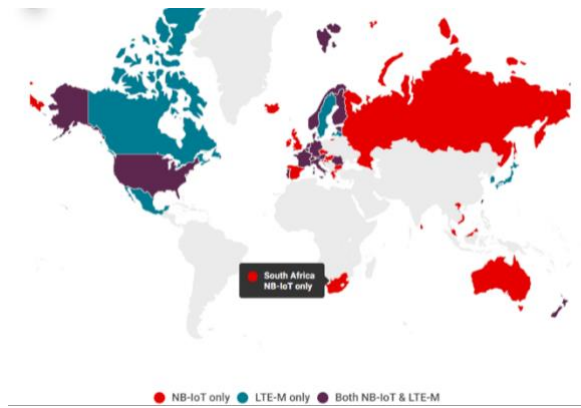 South Africa
NB-IoT only
NB-IoT only
LTE-M only
Both NB-IoT & LTE-M